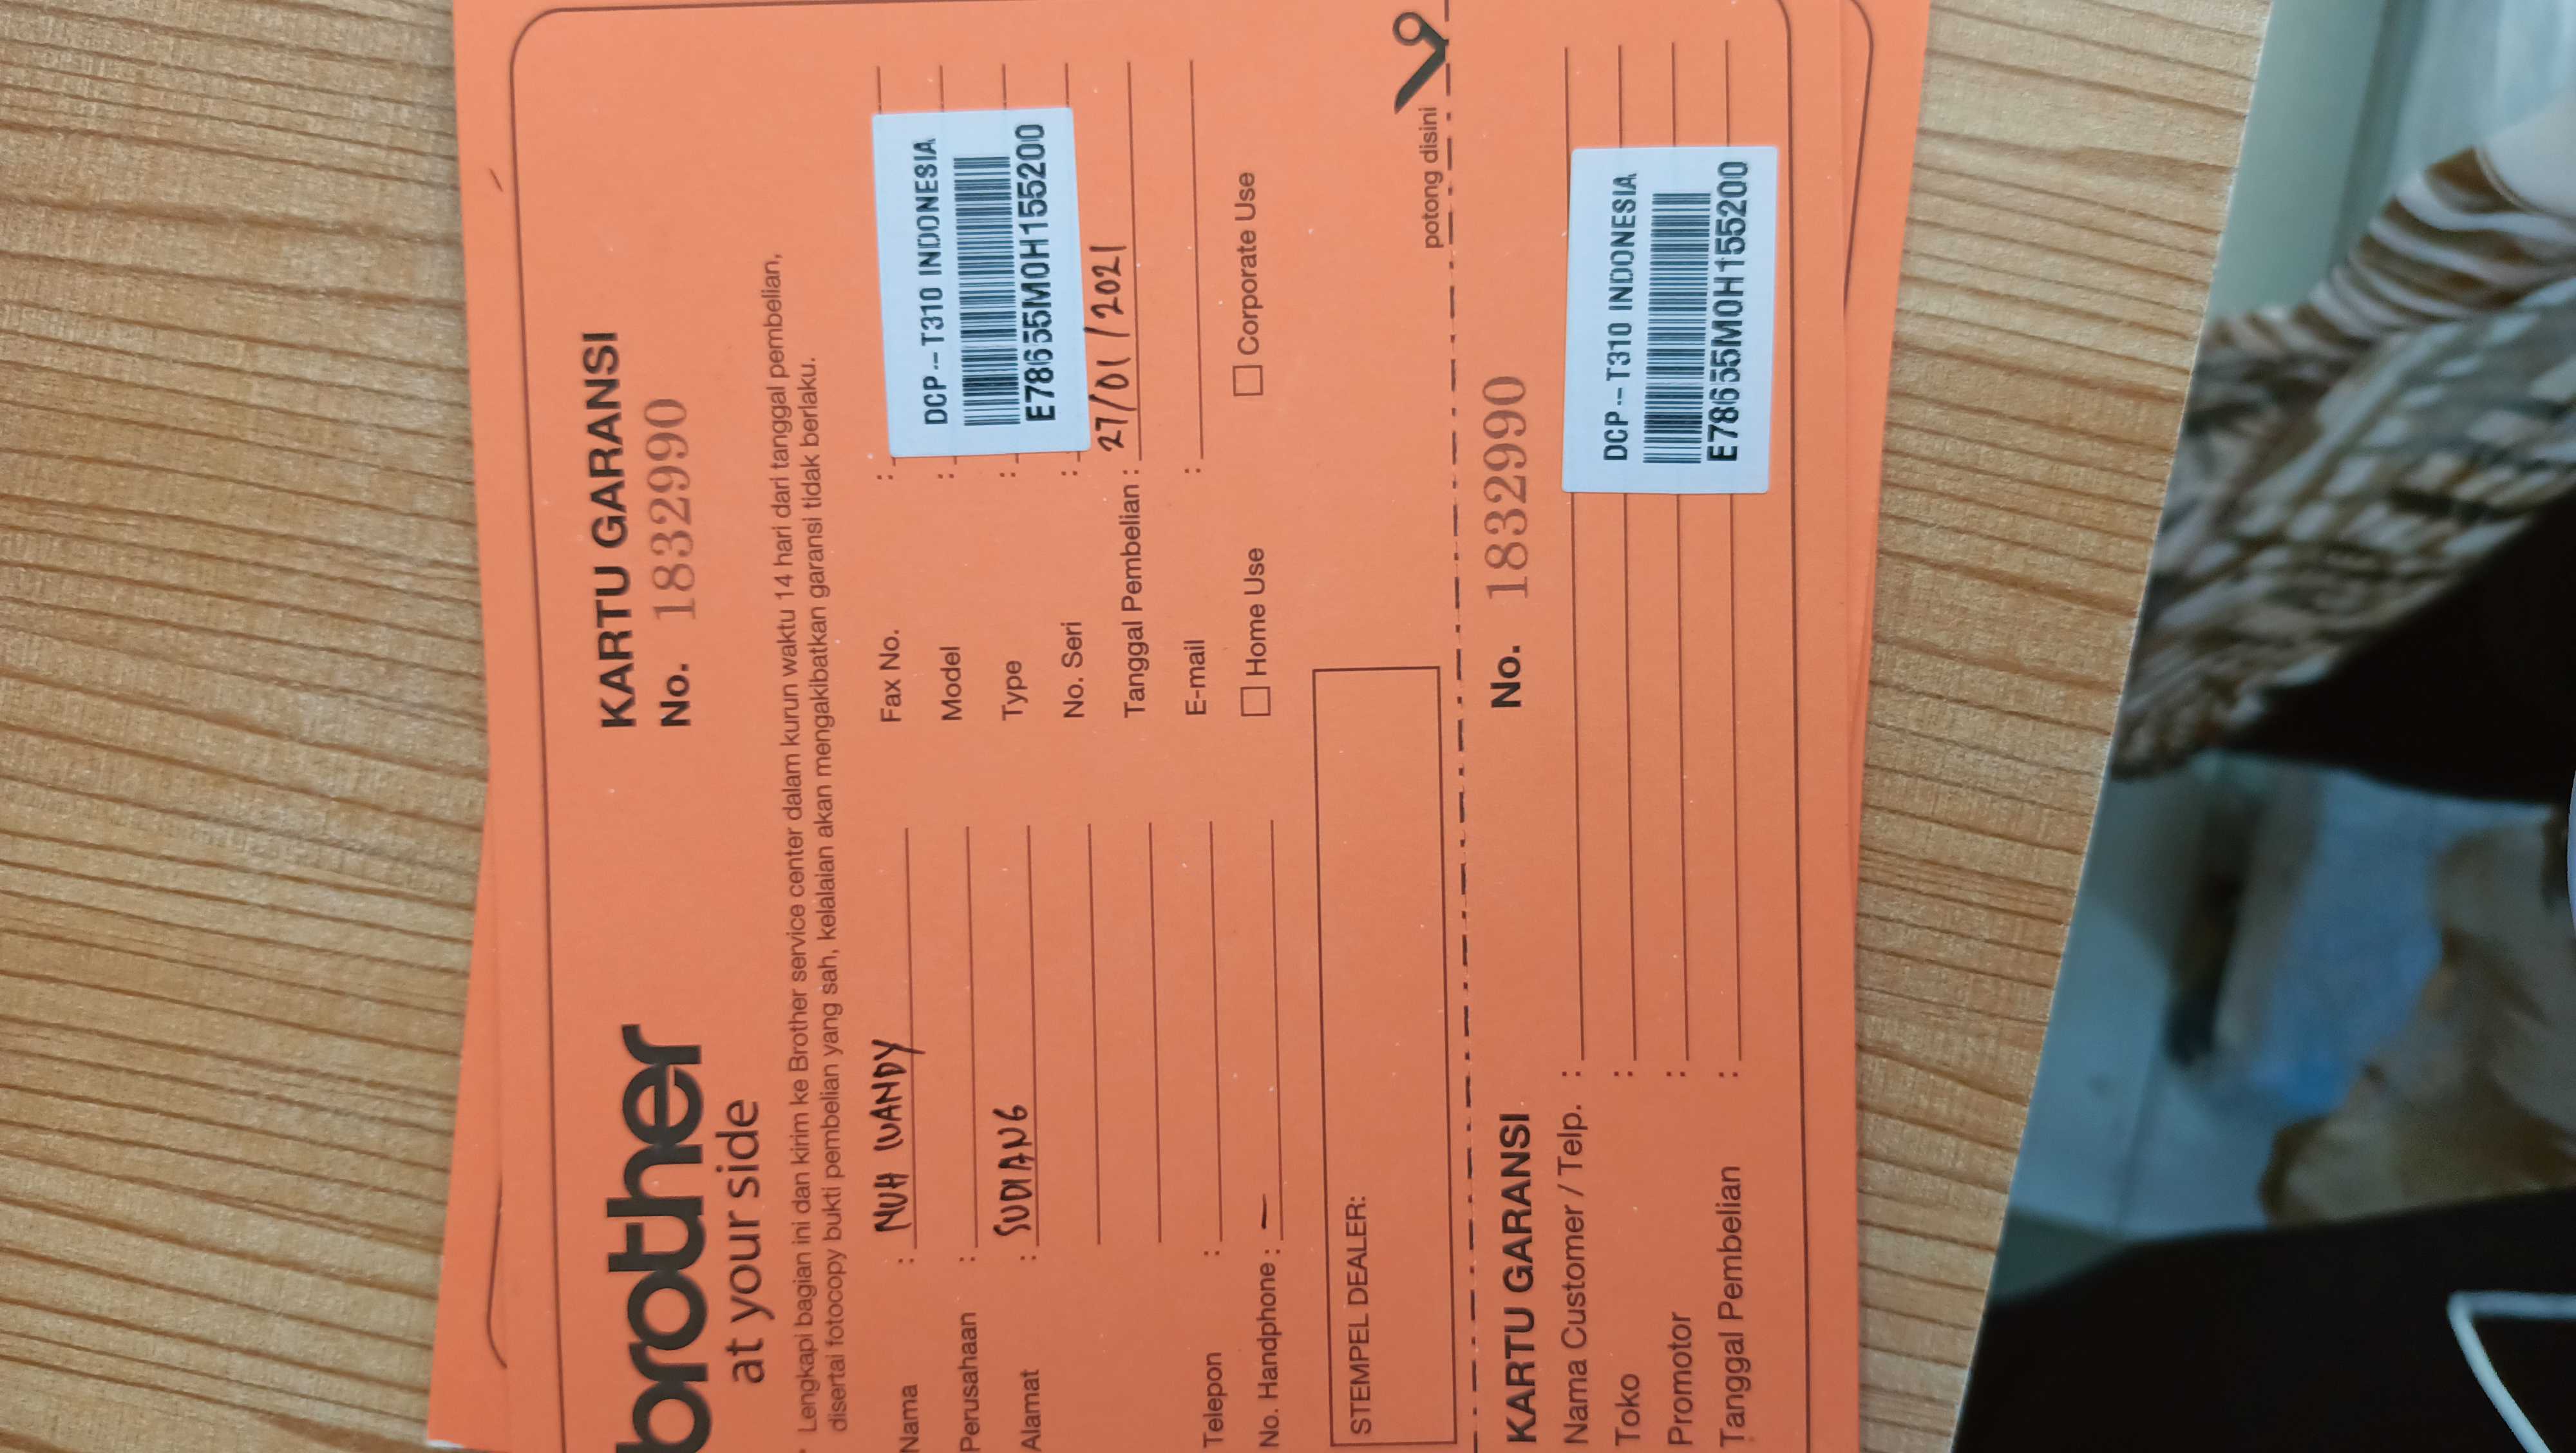 brother
at your side
KARTU GARANSI
No. 1832990
* Lengkapi bagian ini dan kirim ke Brother service center dalam kurun waktu 14 hari dari tanggal pembelian,
disertai fotocopy bukti pembelian yang sah, kelalaian akan mengakibatkan garansi tidak berlaku.
Nama : MUH WANDY
Perusahaan :
Alamat : SUDIANG
Telepon :
No. Handphone : –
Fax No. :
Model :
Type :
No. Seri :
DCP-T310 INDONESIA
E78655M0H155200
Tanggal Pembelian : 27/01/2021
E-mail :
Home Use
Corporate Use
STEMPEL DEALER:
potong disini
KARTU GARANSI
No. 1832990
Nama Customer / Telp. :
Toko :
Promotor :
Tanggal Pembelian :
DCP-T310 INDONESIA
E78655M0H155200